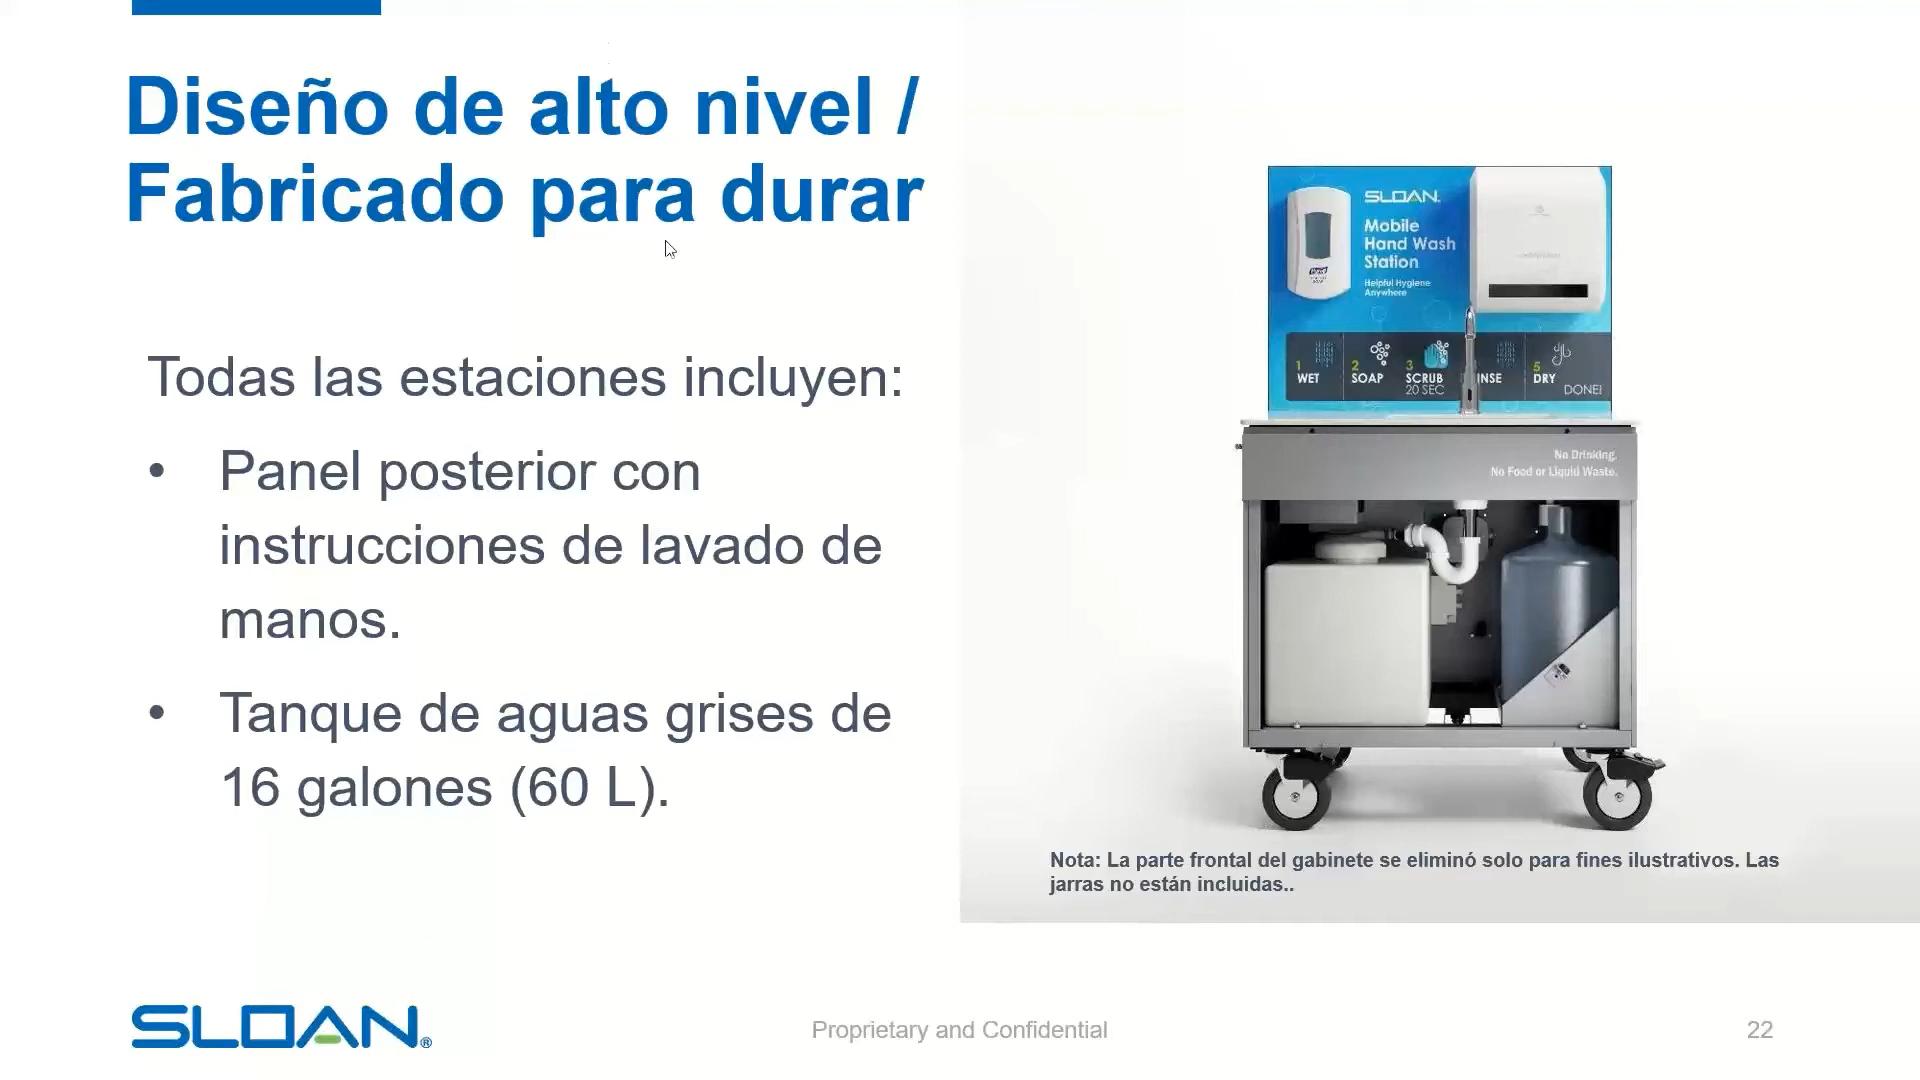 Diseño de alto nivel /
Fabricado para durar
Todas las estaciones incluyen:
• Panel posterior con
instrucciones de lavado de
manos.
• Tanque de aguas grises de
16 galones (60 L).
SLOAN.
Mobile
Hand Wash
Station
Helpful Hygiene
Anywhere
1 WET
2 SOAP
3 SCRUB
20 SEC
INSE
5 DRY
DONE!
No Drinking.
No Food or Liquid Waste.
Nota: La parte frontal del gabinete se eliminó solo para fines ilustrativos. Las
jarras no están incluidas..
SLOAN®
Proprietary and Confidential
22